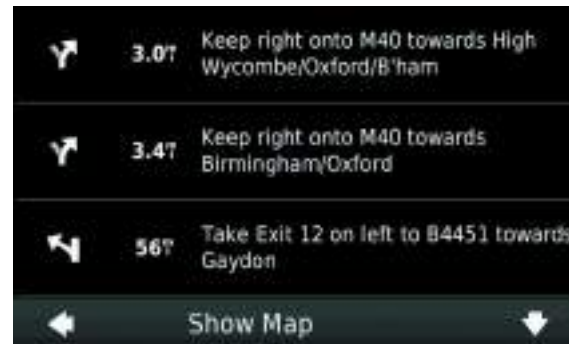 3.0
Keep right onto M40 towards High
Wycombe/Oxford/B'ham
3.4
Keep right onto M40 towards
Birmingham/Oxford
56
Take Exit 12 on left to B4451 towards
Gaydon
Show Map